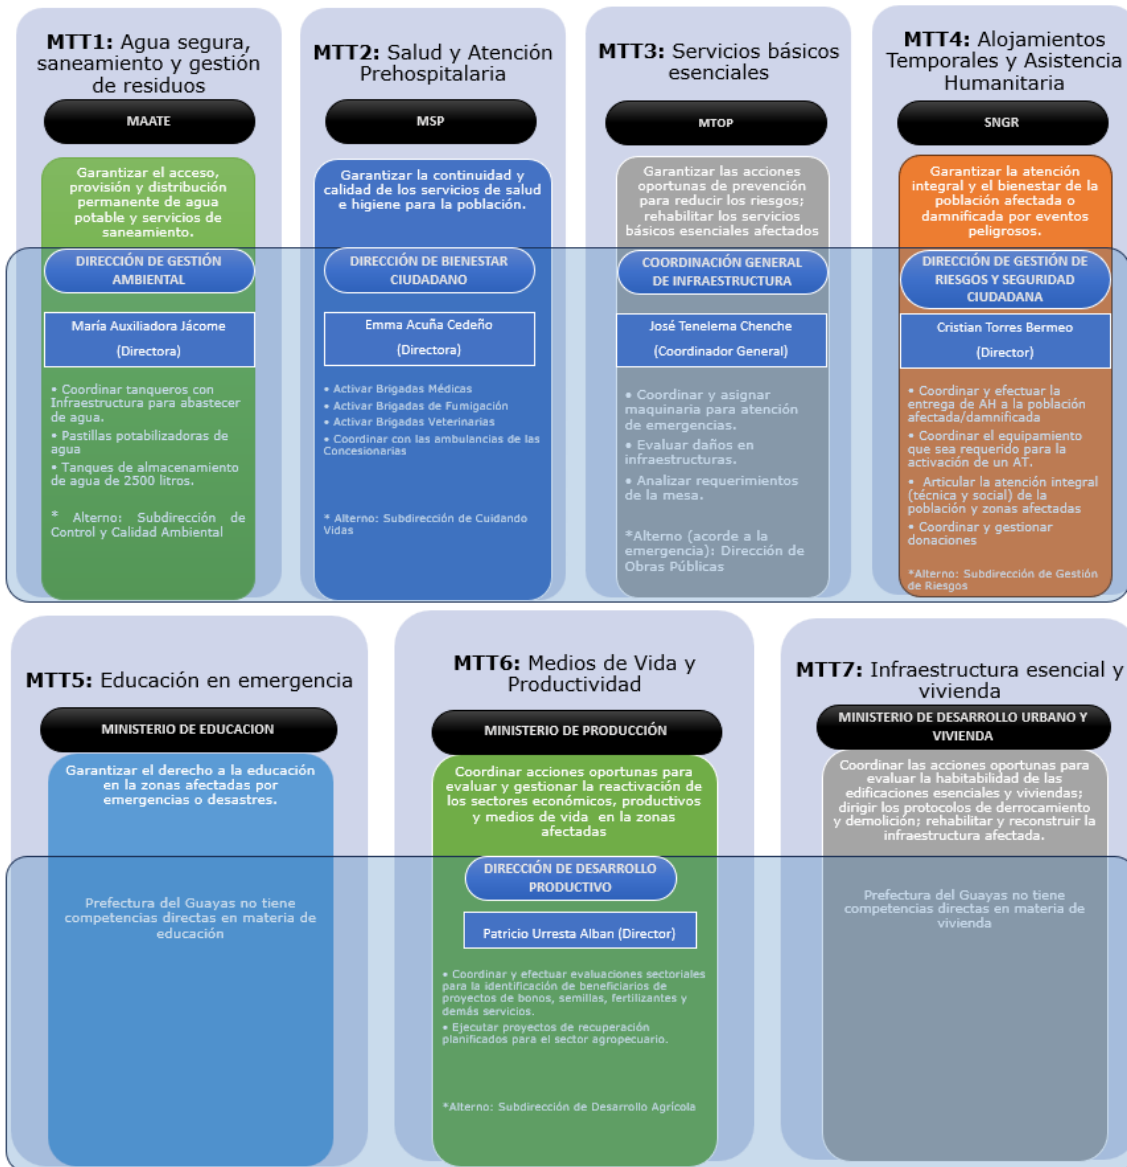 MTT1: Agua segura,
saneamiento y gestión
de residuos
MAATE
Garantizar el acceso,
provisión y distribución
permanente de agua
potable y servicios de
saneamiento.
DIRECCIÓN DE GESTIÓN
AMBIENTAL
María Auxiliadora Jácome
(Directora)
• Coordinar tanqueros con
Infraestructura para abastecer
de agua.
• Pastillas potabilizadoras de
agua
• Tanques de almacenamiento
de agua de 2500 litros.
* Alterno: Subdirección de
Control y Calidad Ambiental
MTT2: Salud y Atención
Prehospitalaria
MSP
Garantizar la continuidad y
calidad de los servicios de salud
e higiene para la población.
DIRECCIÓN DE BIENESTAR
CIUDADANO
Emma Acuña Cedeño
(Directora)
• Activar Brigadas Médicas
• Activar Brigadas de Fumigación
• Activar Brigadas Veterinarias
• Coordinar con las ambulancias de las
Concesionarias
* Alterno: Subdirección de Cuidando
Vidas
MTT3: Servicios básicos
esenciales
MTOP
Garantizar las acciones
oportunas de prevención
para reducir los riesgos;
rehabilitar los servicios
básicos esenciales afectados
COORDINACIÓN GENERAL
DE INFRAESTRUCTURA
José Tenelema Chenche
(Coordinador General)
• Coordinar y asignar
maquinaria para atención
de emergencias.
• Evaluar daños en
infraestructuras.
• Analizar requerimientos
de la mesa.
*Alterno (acorde a la
emergencia): Dirección de
Obras Públicas
MTT4: Alojamientos
Temporales y Asistencia
Humanitaria
SNGR
Garantizar la atención
integral y el bienestar de la
población afectada o
damnificada por eventos
peligrosos.
DIRECCIÓN DE GESTIÓN DE
RIESGOS Y SEGURIDAD
CIUDADANA
Cristian Torres Bermeo
(Director)
• Coordinar y efectuar la
entrega de AH a la población
afectada/damnificada
• Coordinar el equipamiento
que sea requerido para la
activación de un AT.
• Articular la atención integral
(técnica y social) de la
población y zonas afectadas
• Coordinar y gestionar
donaciones
*Alterno: Subdirección de Gestión
de Riesgos
MTT5: Educación en emergencia
MINISTERIO DE EDUCACION
Garantizar el derecho a la educación
en la zonas afectadas por
emergencias o desastres.
Prefectura del Guayas no tiene
competencias directas en materia de
educación
MTT6: Medios de Vida y
Productividad
MINISTERIO DE PRODUCCIÓN
Coordinar acciones oportunas para
evaluar y gestionar la reactivación de
los sectores económicos, productivos
y medios de vida en la zonas
afectadas
DIRECCIÓN DE DESARROLLO
PRODUCTIVO
Patricio Urresta Alban (Director)
• Coordinar y efectuar evaluaciones sectoriales
para la identificación de beneficiarios de
proyectos de bonos, semillas, fertilizantes y
demás servicios.
• Ejecutar proyectos de recuperación
planificados para el sector agropecuario.
*Alterno: Subdirección de Desarrollo Agrícola
MTT7: Infraestructura esencial y
vivienda
MINISTERIO DE DESARROLLO URBANO Y
VIVIENDA
Coordinar las acciones oportunas para
evaluar la habitabilidad de las
edificaciones esenciales y viviendas;
dirigir los protocolos de derrocamiento
y demolición; rehabilitar y reconstruir la
infraestructura afectada.
Prefectura del Guayas no tiene
competencias directas en materia de
vivienda